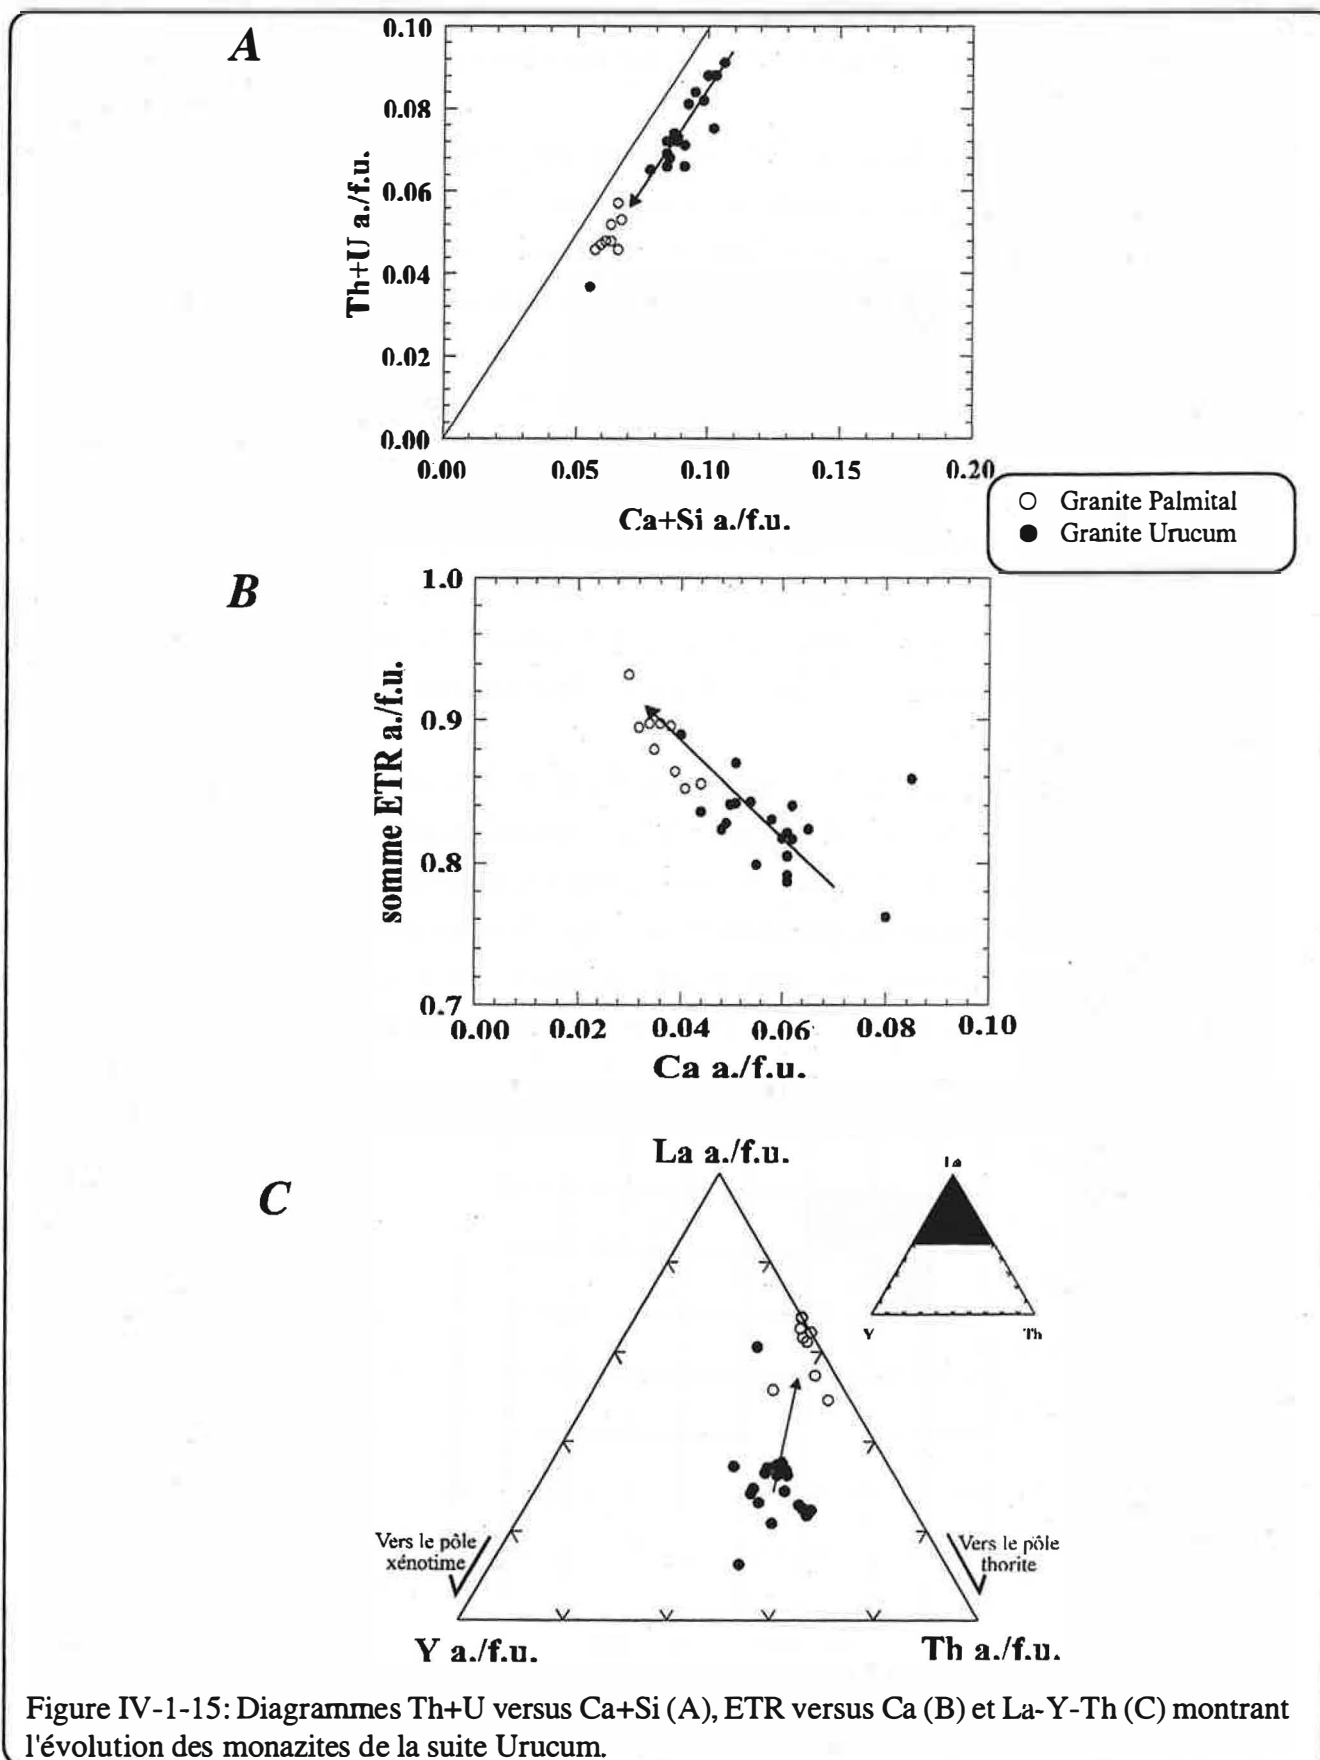 A
0.10
0.08
0.06
0.04
0.02
0.00
Th+U a./f.u.
0.00 0.05 0.10 0.15 0.20
Ca+Si a./f.u.
Granite Palmital
Granite Urucum
B
1.0
0.9
0.8
0.7
somme ETR a./f.u.
0.00 0.02 0.04 0.06 0.08 0.10
Ca a./f.u.
C
La a./f.u.
La
Y Th
Vers le pôle
xénotime
Vers le pôle
thorite
Y a./f.u. Th a./f.u.
Figure IV-1-15: Diagrammes Th+U versus Ca+Si (A), ETR versus Ca (B) et La-Y-Th (C) montrant
l'évolution des monazites de la suite Urucum.